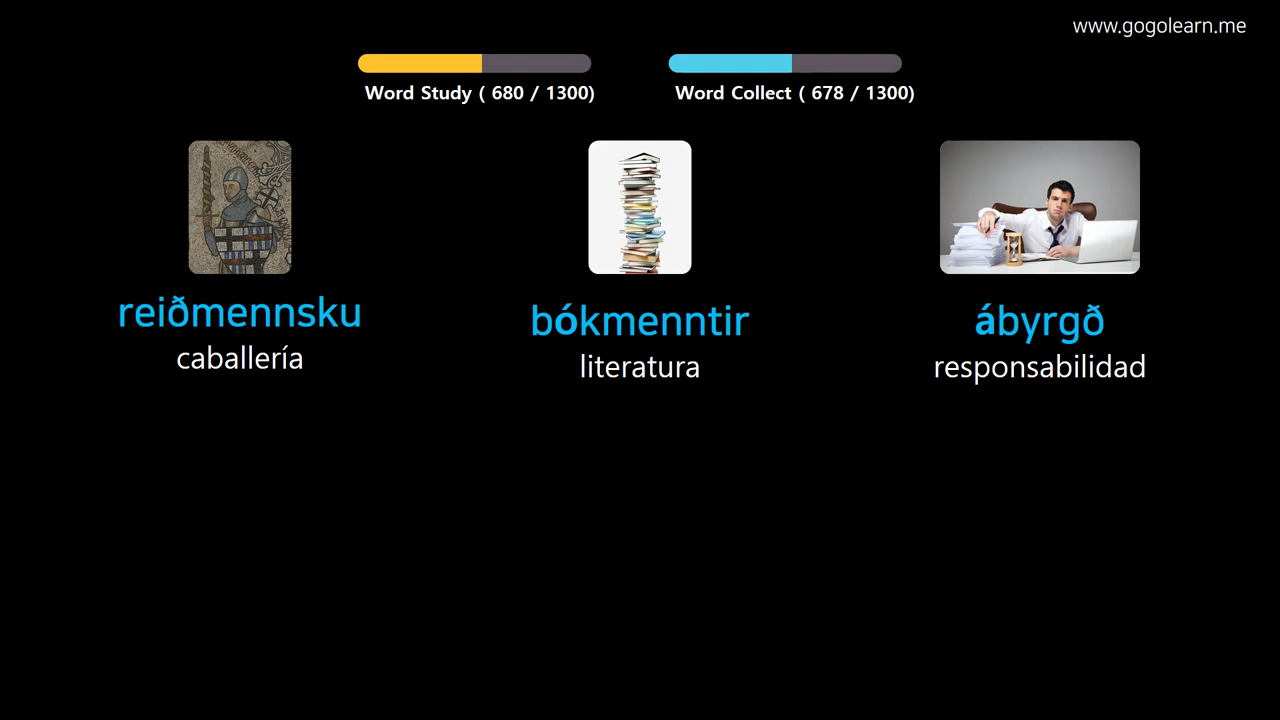 www.gogolearn.me
Word Study ( 680 / 1300)
Word Collect ( 678 / 1300)
reiðmennsku
caballería
bókmenntir
literatura
ábyrgð
responsabilidad